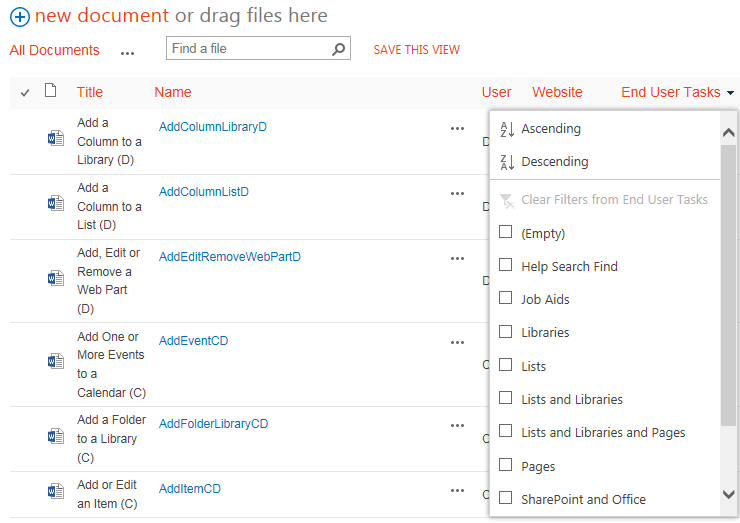 new document or drag files here
All Documents ... Find a file SAVE THIS VIEW
Title Name User Website End User Tasks
Add a
Column to a
Library (D)
AddColumnLibraryD ... D
Add a
Column to a
List (D)
AddColumnListD ... D
Add, Edit or
Remove a
Web Part
(D)
AddEditRemoveWebPartD ... D
Add One or
More Events
to a
Calendar (C)
AddEventCD ...
Add a Folder
to a Library
(C)
AddFolderLibraryCD ...
Add or Edit
an Item (C)
AddItemCD ...
A
Z
Ascending
Z
A
Descending
Clear Filters from End User Tasks
(Empty)
Help Search Find
Job Aids
Libraries
Lists
Lists and Libraries
Lists and Libraries and Pages
Pages
SharePoint and Office